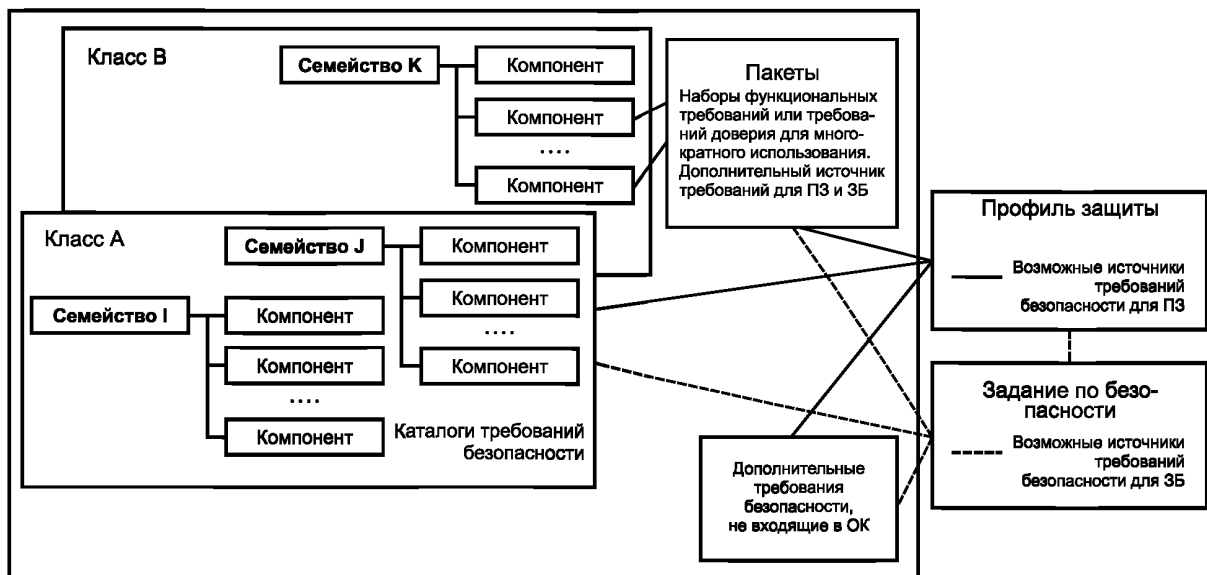 Класс B
Семейство K
Компонент
Компонент
....
Компонент
Пакеты
Наборы функциональных
требований или требова-
ний доверия для много-
кратного использования.
Дополнительный источник
требований для ПЗ и ЗБ
Класс A
Семейство J
Компонент
Компонент
....
Компонент
Семейство I
Компонент
Компонент
....
Компонент
Каталоги требований
безопасности
Профиль защиты
Возможные источники
требований
безопасности для ПЗ
Задание по безо-
пасности
Возможные источники
требований
безопасности для ЗБ
Дополнительные
требования
безопасности,
не входящие в ОК